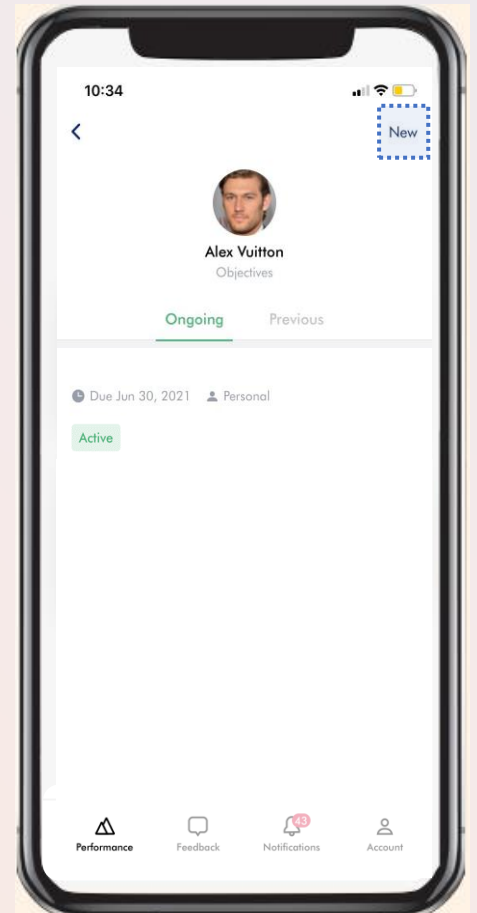 10:34
New
Alex Vuitton
Objectives
Ongoing Previous
Due Jun 30, 2021 Personal
Active
43
Performance Feedback Notifications Account